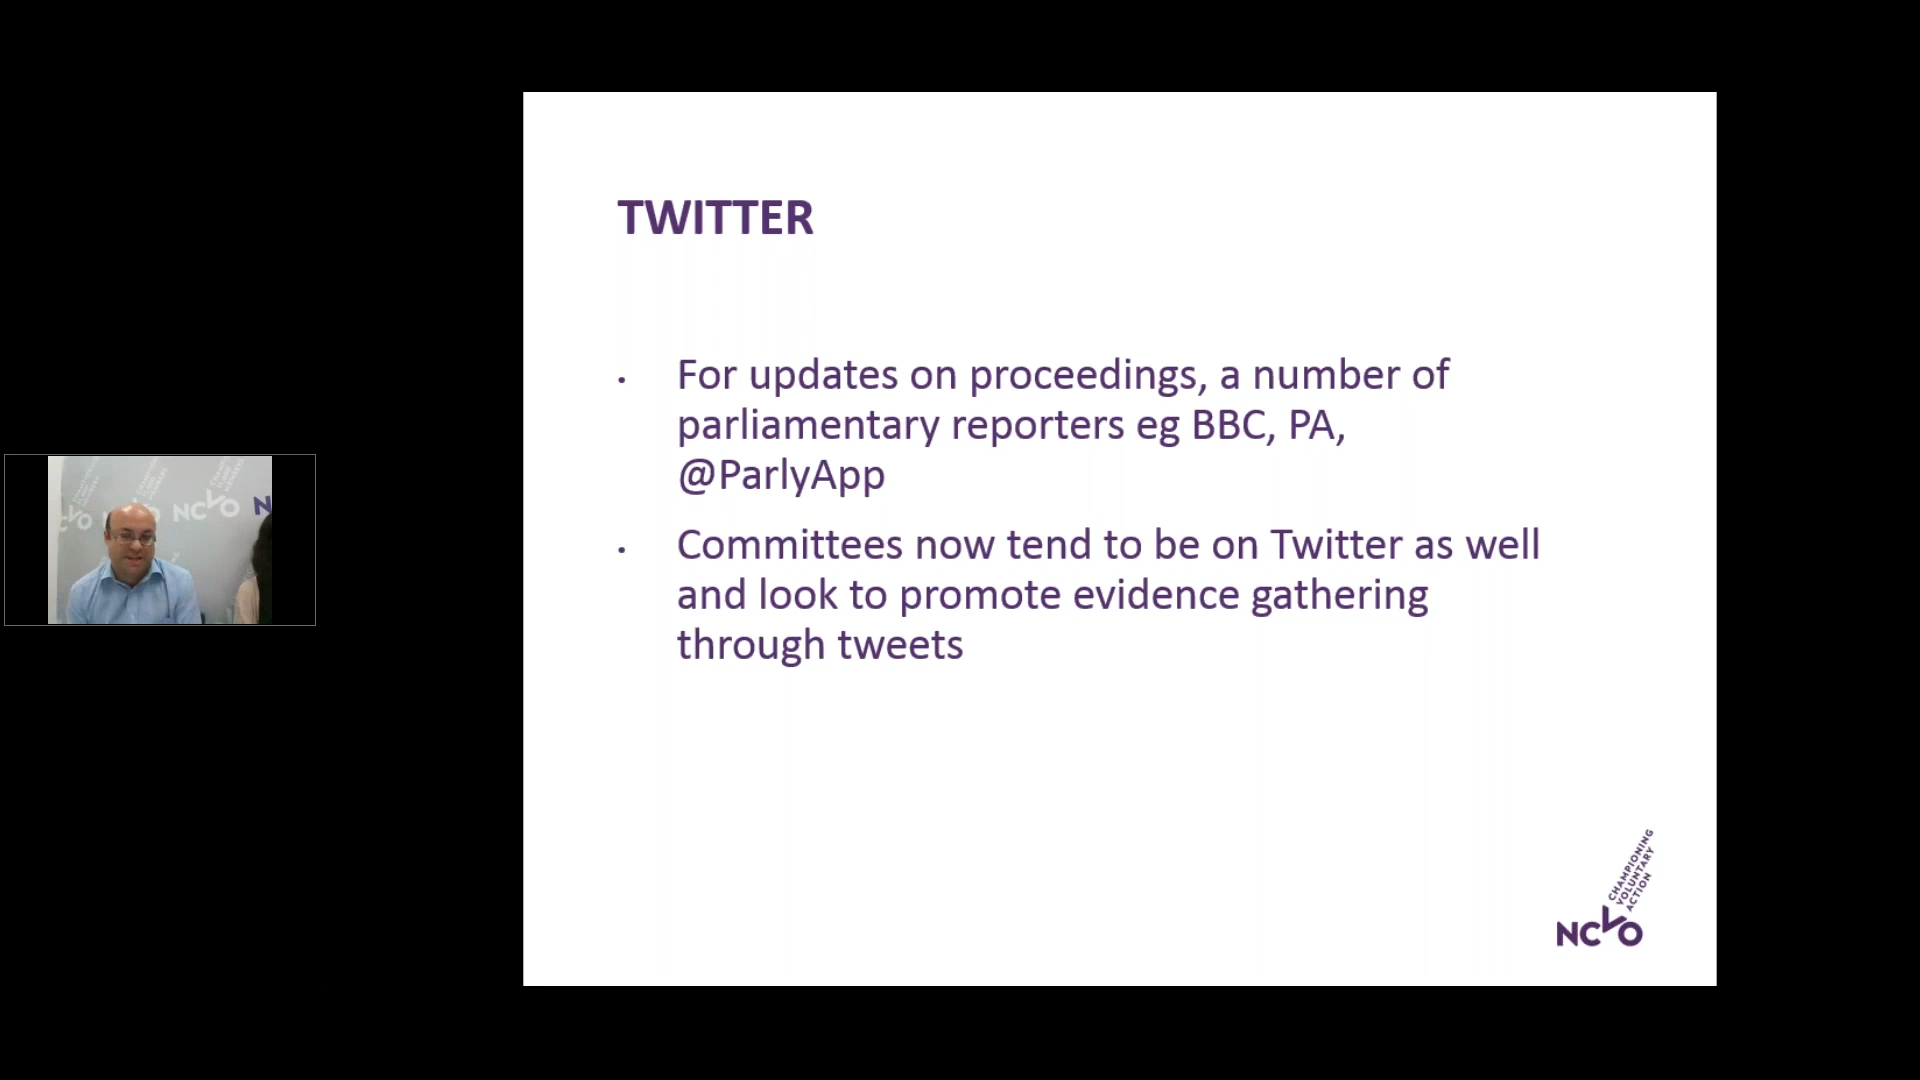 TWITTER
• For updates on proceedings, a number of
parliamentary reporters eg BBC, PA,
@ParlyApp
• Committees now tend to be on Twitter as well
and look to promote evidence gathering
through tweets
CHAMPIONING
VOLUNTARY
ACTION
NCVO
NCVO
N